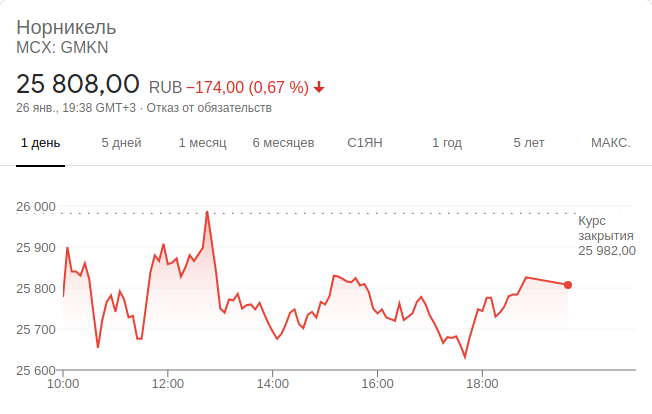 Норникель
MCX: GMKN
25 808,00 RUB −174,00 (0,67 %)
26 янв., 19:38 GMT+3 · Отказ от обязательств
1 день 5 дней 1 месяц 6 месяцев С1ЯН 1 год 5 лет МАКС.
26 000
Курс
закрытия
25 982,00
25 900
25 800
25 700
25 600
10:00 12:00 14:00 16:00 18:00